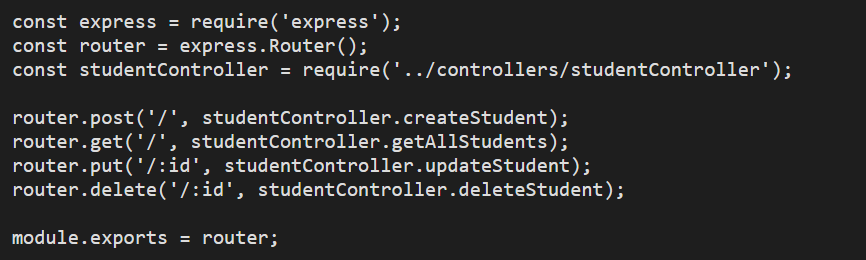 const express = require('express');
const router = express.Router();
const studentController = require('../controllers/studentController');
router.post('/', studentController.createStudent);
router.get('/', studentController.getAllStudents);
router.put('/:id', studentController.updateStudent);
router.delete('/:id', studentController.deleteStudent);
module.exports = router;